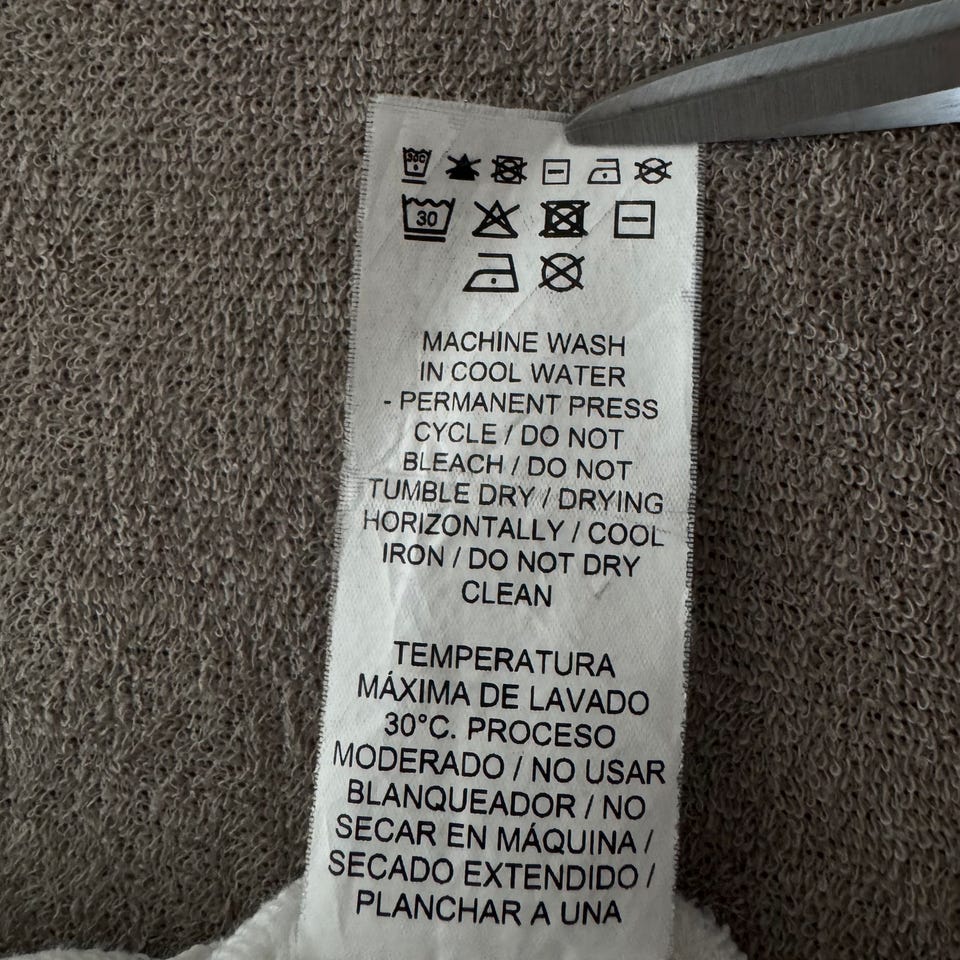 30C
30
MACHINE WASH
IN COOL WATER
- PERMANENT PRESS
CYCLE / DO NOT
BLEACH / DO NOT
TUMBLE DRY / DRYING
HORIZONTALLY / COOL
IRON / DO NOT DRY
CLEAN
TEMPERATURA
MÁXIMA DE LAVADO
30°C. PROCESO
MODERADO / NO USAR
BLANQUEADOR / NO
SECAR EN MÁQUINA /
SECADO EXTENDIDO /
PLANCHAR A UNA